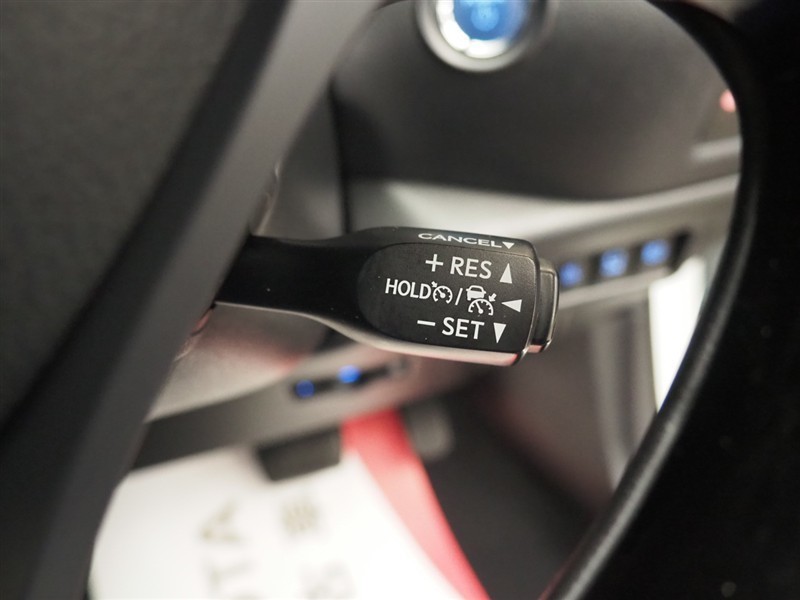 CANCEL▼
+ RES ▲
HOLD / ◀
− SET ▼